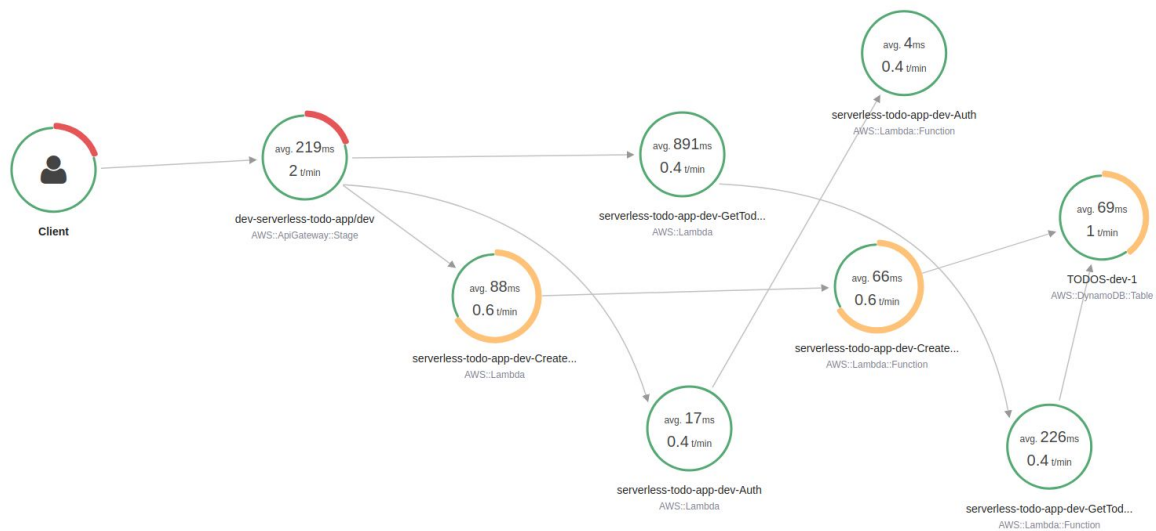 Client
avg. 219ms
2 t/min
dev-serverless-todo-app/dev
AWS::ApiGateway::Stage
avg. 891ms
0.4 t/min
serverless-todo-app-dev-GetTod...
AWS::Lambda
avg. 4ms
0.4 t/min
serverless-todo-app-dev-Auth
AWS::Lambda::Function
avg. 88ms
0.6 t/min
serverless-todo-app-dev-Create...
AWS::Lambda
avg. 66ms
0.6 t/min
serverless-todo-app-dev-Create...
AWS::Lambda::Function
avg. 69ms
1 t/min
TODOS-dev-1
AWS::DynamoDB::Table
avg. 17ms
0.4 t/min
serverless-todo-app-dev-Auth
AWS::Lambda
avg. 226ms
0.4 t/min
serverless-todo-app-dev-GetTod...
AWS::Lambda::Function